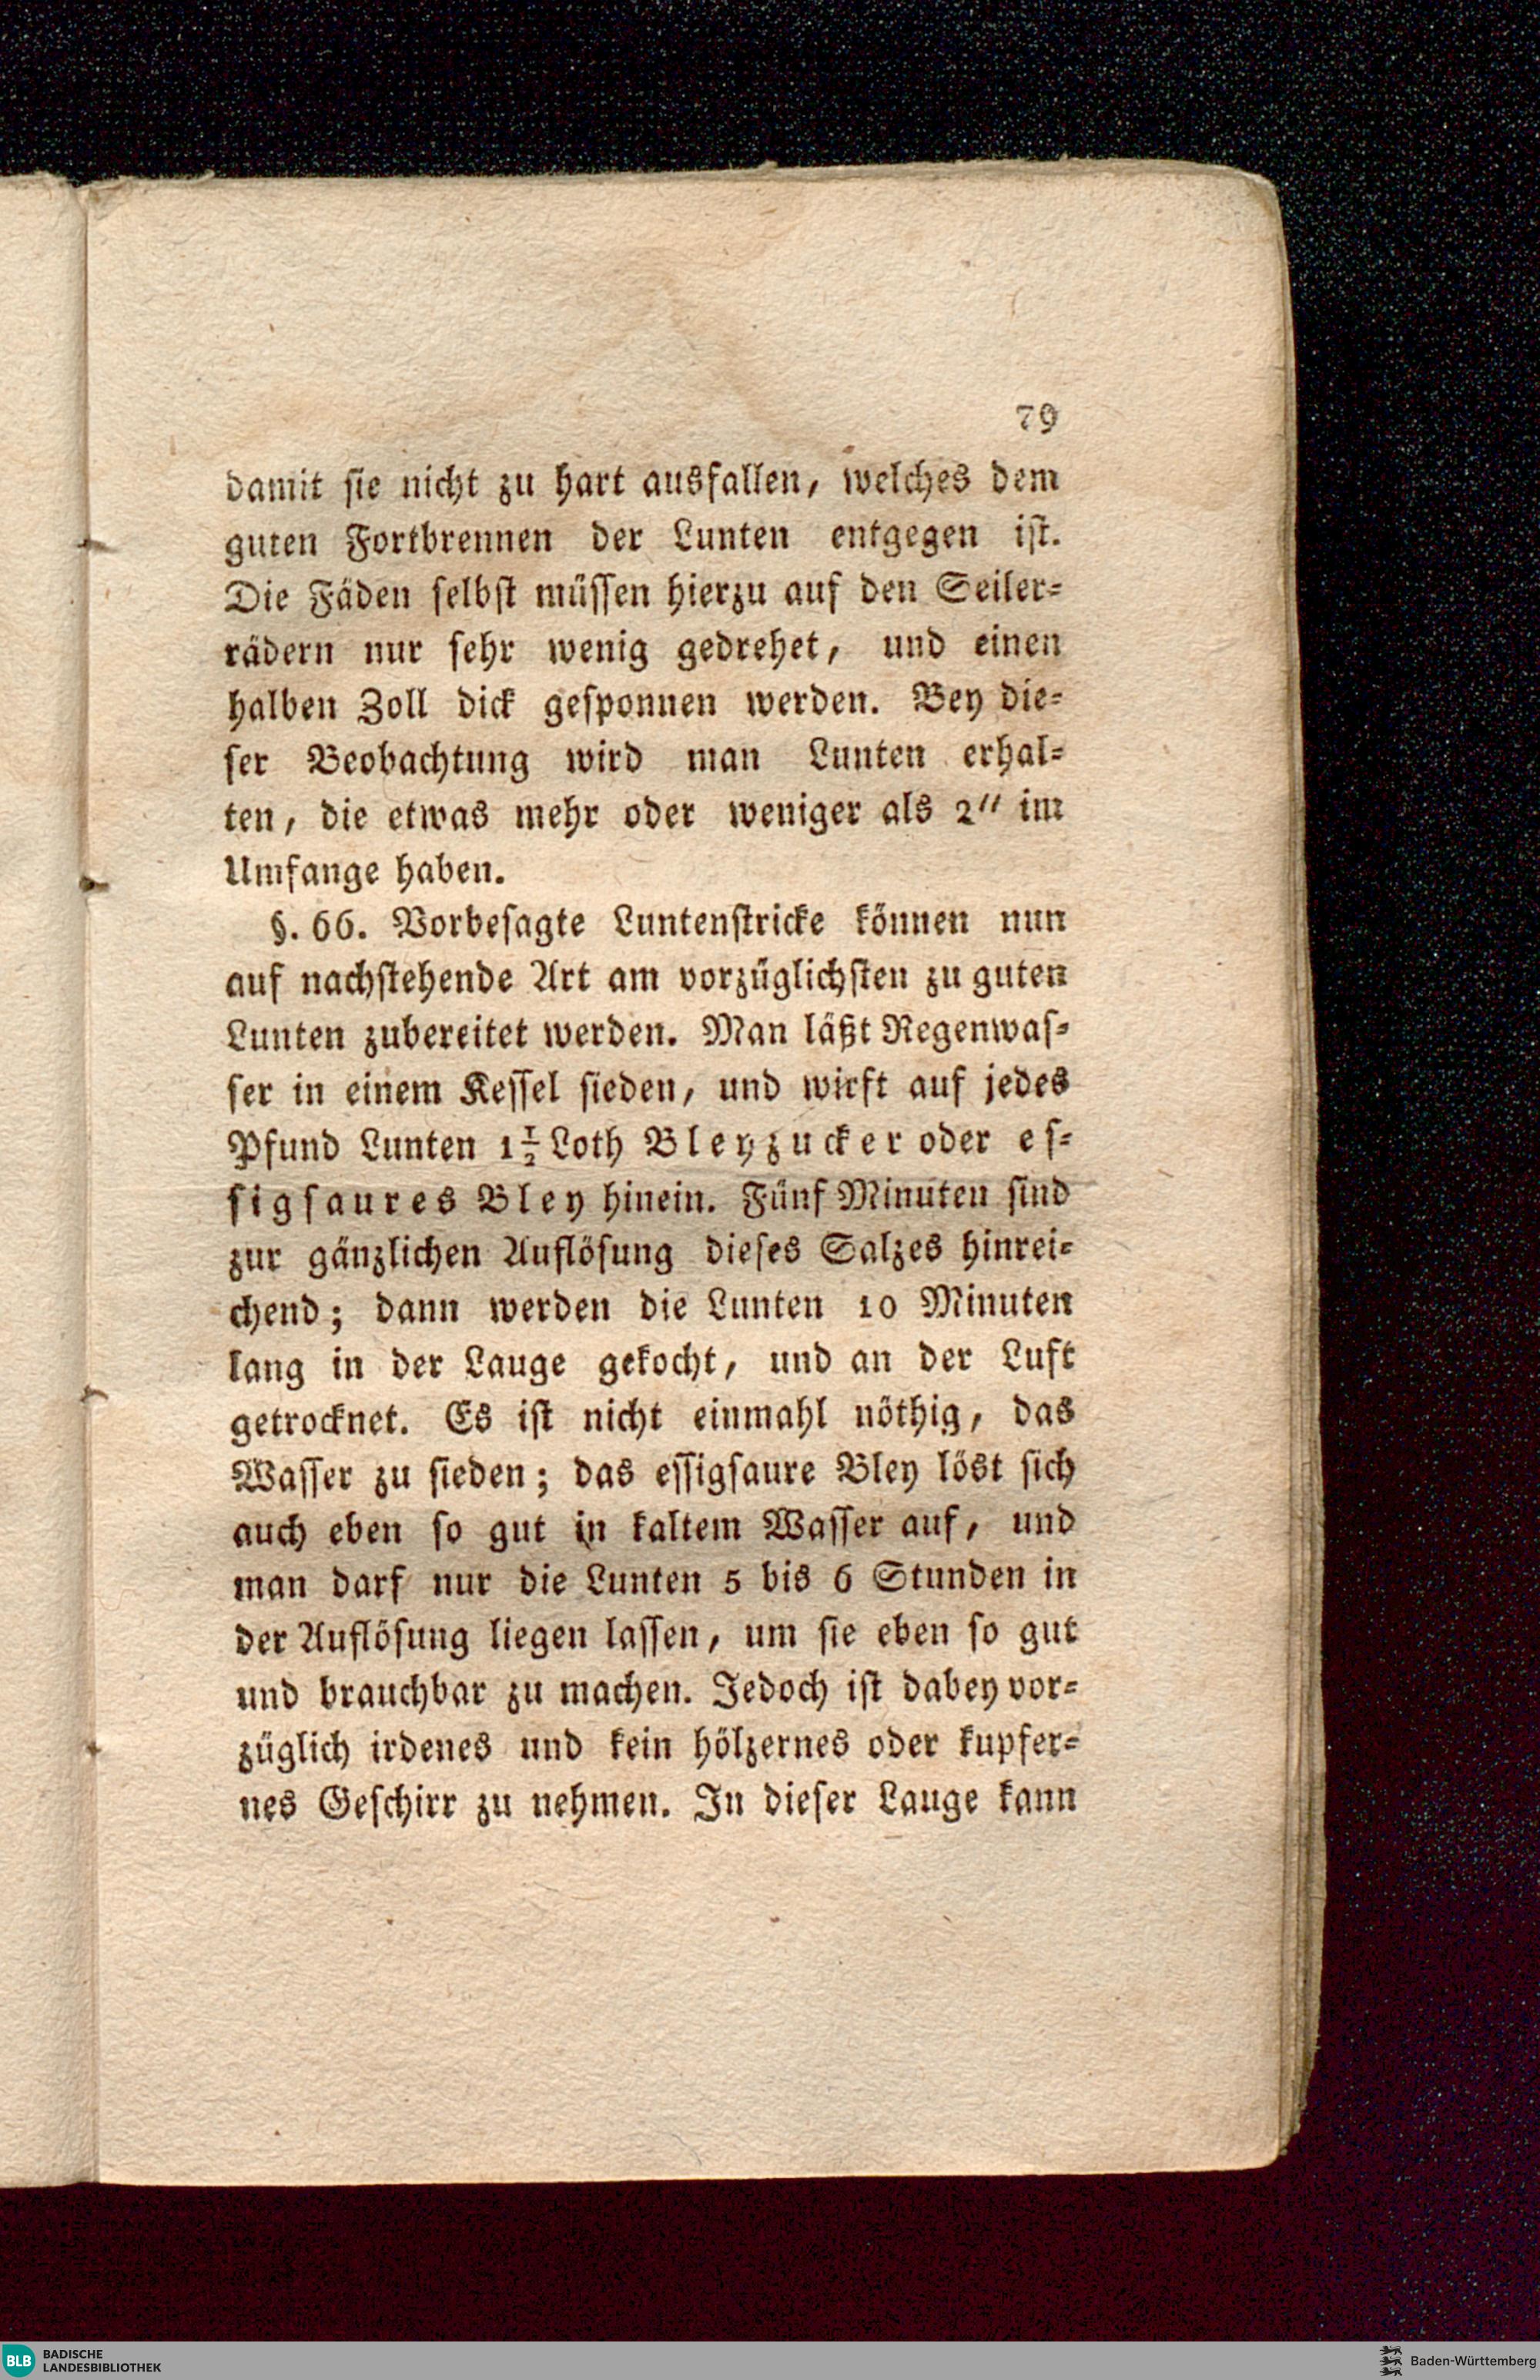 79
damit sie nicht zu hart ausfallen, welches dem
guten Fortbrennen der Lunten entgegen ist.
Die Fäden selbst müssen hierzu auf den Seiler-
rädern nur sehr wenig gedrehet, und einen
halben Zoll dick gesponnen werden. Bey die-
ser Beobachtung wird man Lunten erhal-
ten, die etwas mehr oder weniger als 2" im
Umfange haben.
§. 66. Vorbesagte Luntenstricke können nun
auf nachstehende Art am vorzüglichsten zu guten
Lunten zubereitet werden. Man läßt Regenwas-
ser in einem Kessel sieden, und wirft auf jedes
Pfund Lunten 1½ Loth Bleyzucker oder es-
sigsaures Bley hinein. Fünf Minuten sind
zur gänzlichen Auflösung dieses Salzes hinrei-
chend; dann werden die Lunten 10 Minuten
lang in der Lauge gekocht, und an der Luft
getrocknet. Es ist nicht einmahl nöthig, das
Wasser zu sieden; das essigsaure Bley löst sich
auch eben so gut in kaltem Wasser auf, und
man darf nur die Lunten 5 bis 6 Stunden in
der Auflösung liegen lassen, um sie eben so gut
und brauchbar zu machen. Jedoch ist dabey vor-
züglich irdenes und kein hölzernes oder kupfer-
nes Geschirr zu nehmen. In dieser Lauge kann
BLB BADISCHE
LANDESBIBLIOTHEK
Baden-Württemberg